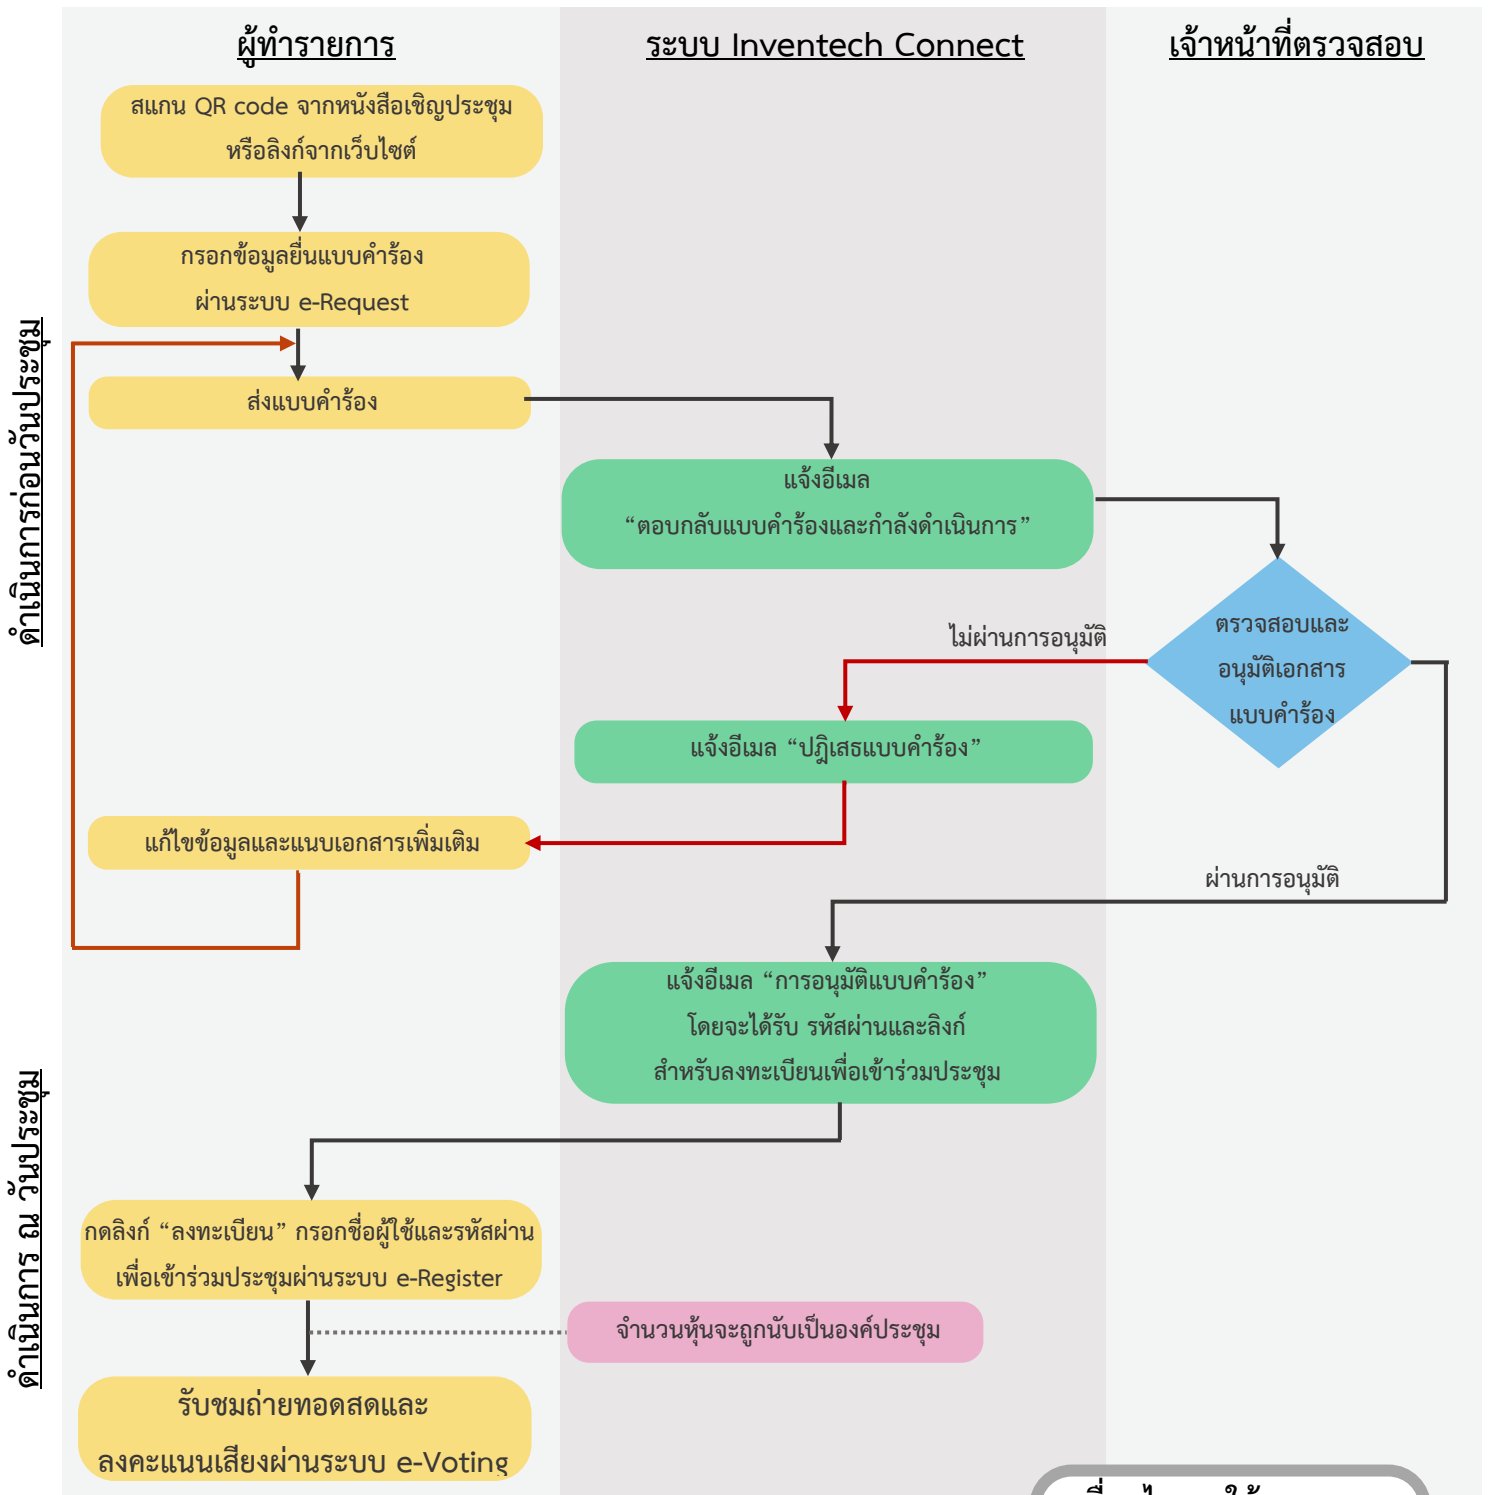 ผู้ทำรายการ
ระบบ Inventech Connect
เจ้าหน้าที่ตรวจสอบ
ดำเนินการก่อนวันประชุม
สแกน QR code จากหนังสือเชิญประชุม
หรือลิงก์จากเว็บไซต์
กรอกข้อมูลยื่นแบบคำร้อง
ผ่านระบบ e-Request
ส่งแบบคำร้อง
แจ้งอีเมล
“ตอบกลับแบบคำร้องและกำลังดำเนินการ”
ตรวจสอบและ
อนุมัติเอกสาร
แบบคำร้อง
ไม่ผ่านการอนุมัติ
แจ้งอีเมล “ปฎิเสธแบบคำร้อง”
แก้ไขข้อมูลและแนบเอกสารเพิ่มเติม
ผ่านการอนุมัติ
แจ้งอีเมล “การอนุมัติแบบคำร้อง”
โดยจะได้รับ รหัสผ่านและลิงก์
สำหรับลงทะเบียนเพื่อเข้าร่วมประชุม
ดำเนินการ ณ วันประชุม
กดลิงก์ “ลงทะเบียน” กรอกชื่อผู้ใช้และรหัสผ่าน
เพื่อเข้าร่วมประชุมผ่านระบบ e-Register
จำนวนหุ้นจะถูกนับเป็นองค์ประชุม
รับชมถ่ายทอดสดและ
ลงคะแนนเสียงผ่านระบบ e-Voting